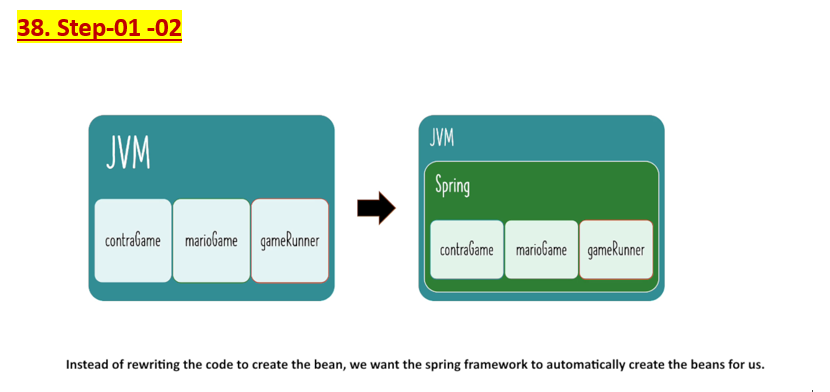 38. Step-01 -02
JVM
contraGame marioGame gameRunner
JVM
Spring
contraGame marioGame gameRunner
Instead of rewriting the code to create the bean, we want the spring framework to automatically create the beans for us.